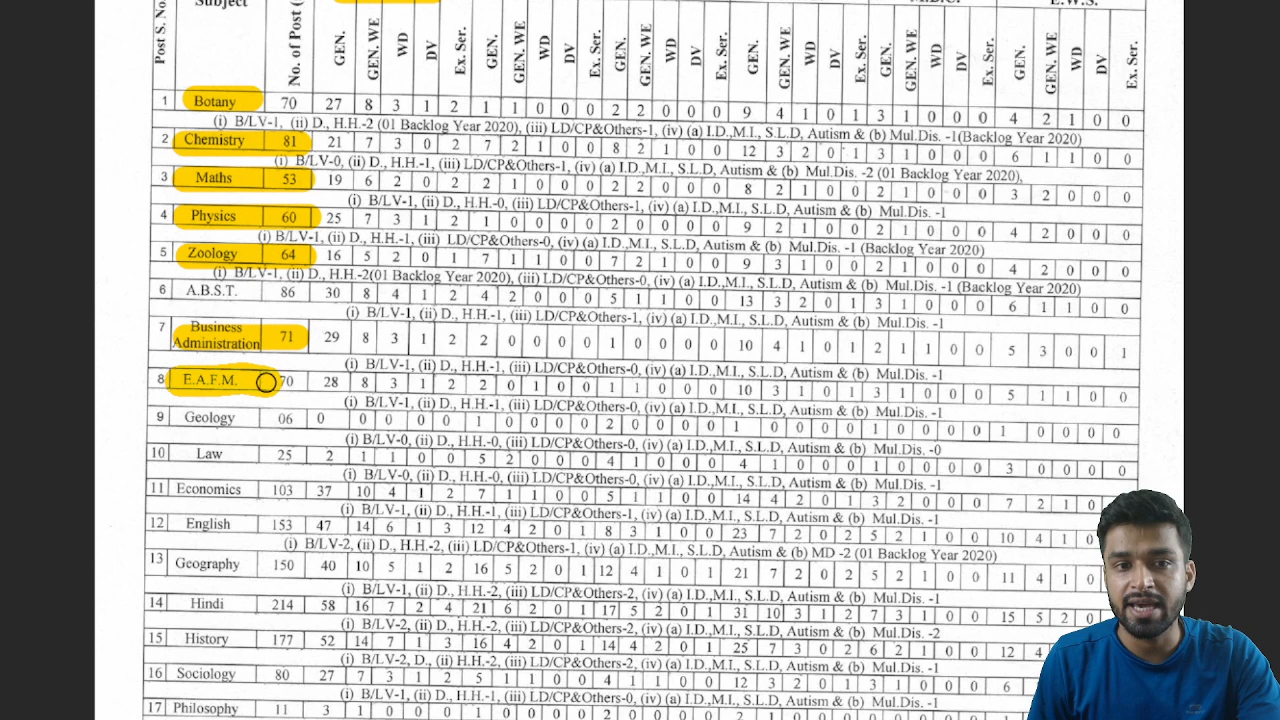 Subject M.B.C. E.W.S.
Post S. No. No. of Post ( GEN. GEN. WE WD DV Ex. Ser. GEN. GEN. WE WD DV Ex. Ser. GEN. GEN. WE WD DV Ex. Ser. GEN. GEN. WE WD DV Ex. Ser. GEN. GEN. WE WD DV Ex. Ser. GEN. GEN. WE WD DV Ex. Ser.
1 Botany 70 27 8 3 1 2 1 1 0 0 0 2 2 0 0 0 9 4 1 0 1 3 1 0 0 0 4 2 1 0 0
(i) B/LV-1, (ii) D., H.H.-2 (01 Backlog Year 2020), (iii) LD/CP&Others-1, (iv) (a) I.D.,M.I., S.L.D, Autism & (b) Mul.Dis. -1(Backlog Year 2020)
2 Chemistry 81 21 7 3 0 2 7 2 1 0 0 8 2 1 0 0 12 3 2 0 1 3 1 0 0 0 6 1 1 0 0
(i) B/LV-0, (ii) D., H.H.-1, (iii) LD/CP&Others-1, (iv) (a) I.D.,M.I., S.L.D, Autism & (b) Mul.Dis. -2 (01 Backlog Year 2020),
3 Maths 53 19 6 2 0 2 2 1 0 0 0 2 2 0 0 0 8 2 1 0 0 2 1 0 0 0 3 2 0 0 0
(i) B/LV-1, (ii) D., H.H.-0, (iii) LD/CP&Others-1, (iv) (a) I.D.,M.I., S.L.D, Autism & (b) Mul.Dis. -1
4 Physics 60 25 7 3 1 2 1 0 0 0 0 2 0 0 0 0 9 2 1 0 0 2 1 0 0 0 4 2 0 0 0
(i) B/LV-1, (ii) D., H.H.-1, (iii) LD/CP&Others-0, (iv) (a) I.D.,M.I., S.L.D, Autism & (b) Mul.Dis. -1 (Backlog Year 2020)
5 Zoology 64 16 5 2 0 1 7 1 1 0 0 7 2 1 0 0 9 3 1 0 0 2 1 0 0 0 4 2 0 0 0
(i) B/LV-1, (ii) D., H.H.-2(01 Backlog Year 2020), (iii) LD/CP&Others-0, (iv) (a) I.D.,M.I., S.L.D, Autism & (b) Mul.Dis. -1 (Backlog Year 2020)
6 A.B.S.T. 86 30 8 4 1 2 4 2 0 0 0 5 1 1 0 0 13 3 2 0 1 3 1 0 0 0 6 1 1 0 0
(i) B/LV-1, (ii) D., H.H.-1, (iii) LD/CP&Others-1, (iv) (a) I.D.,M.I., S.L.D, Autism & (b) Mul.Dis. -1
7 Business
Administration 71 29 8 3 1 2 2 0 0 0 0 1 0 0 0 0 10 4 1 0 1 2 1 1 0 0 5 3 0 0 1
(i) B/LV-1, (ii) D., H.H.-1, (iii) LD/CP&Others-0, (iv) (a) I.D.,M.I., S.L.D, Autism & (b) Mul.Dis. -1
8 E.A.F.M. 70 28 8 3 1 2 2 0 1 0 0 1 1 0 0 0 10 3 1 0 1 3 1 0 0 0 5 1 1 0 0
(i) B/LV-1, (ii) D., H.H.-1, (iii) LD/CP&Others-0, (iv) (a) I.D.,M.I., S.L.D, Autism & (b) Mul.Dis. -1
9 Geology 06 0 0 0 0 0 1 0 0 0 0 2 0 0 0 0 1 0 0 0 0 1 0 0 0 0 1 0 0 0 0
(i) B/LV-0, (ii) D., H.H.-0, (iii) LD/CP&Others-0, (iv) (a) I.D.,M.I., S.L.D, Autism & (b) Mul.Dis. -0
10 Law 25 2 1 1 0 0 5 2 0 0 0 4 1 0 0 0 4 1 0 0 0 1 0 0 0 0 3 0 0 0 0
(i) B/LV-0, (ii) D., H.H.-0, (iii) LD/CP&Others-0, (iv) (a) I.D.,M.I., S.L.D, Autism & (b) Mul.Dis. -1
11 Economics 103 37 10 4 1 2 7 1 1 0 0 5 1 1 0 0 14 4 2 0 1 3 2 0 0 0 7 2 1 0
(i) B/LV-1, (ii) D., H.H.-1, (iii) LD/CP&Others-1, (iv) (a) I.D.,M.I., S.L.D, Autism & (b) Mul.Dis. -1
12 English 153 47 14 6 1 3 12 4 2 0 1 8 3 1 0 0 23 7 2 0 2 5 2 1 0 0 10 4 1 0
(i) B/LV-2, (ii) D., H.H.-2, (iii) LD/CP&Others-1, (iv) (a) I.D.,M.I., S.L.D, Autism & (b) MD -2 (01 Backlog Year 2020)
13 Geography 150 40 10 5 1 2 16 5 2 0 1 12 4 1 0 1 21 7 2 0 2 5 2 1 0 0 11 4 1 0
(i) B/LV-1, (ii) D., H.H.-2, (iii) LD/CP&Others-2, (iv) (a) I.D.,M.I., S.L.D, Autism & (b) Mul.Dis. -1
14 Hindi 214 58 16 7 2 4 21 6 2 0 1 17 5 2 0 1 31 10 3 1 2 7 3 1 0 0 15 5 2 0
(i) B/LV-2, (ii) D., H.H.-2, (iii) LD/CP&Others-2, (iv) (a) I.D.,M.I., S.L.D, Autism & (b) Mul.Dis. -2
15 History 177 52 14 7 1 3 16 4 2 0 1 14 4 2 0 1 25 7 3 0 2 6 2 1 0 0 12 4
(i) B/LV-2, D., (ii) H.H.-2, (iii) LD/CP&Others-2, (iv) (a) I.D.,M.I., S.L.D, Autism & (b) Mul.Dis. -1
16 Sociology 80 27 7 3 1 2 5 1 1 0 0 4 1 1 0 0 12 3 2 0 1 3 1 0 0 0 6
(i) B/LV-1, (ii) D., H.H.-1, (iii) LD/CP&Others-0, (iv) (a) I.D.,M.I., S.L.D, Autism & (b) Mul.Dis. -1
17 Philosophy 11 3 1 0 0 0 1 0 0 0 0 2 0 0 0 0 2 1 0 0 0 1 0 0 0 0